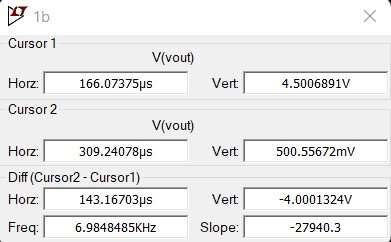 1b
Cursor 1
V(vout)
Horz: 166.07375µs Vert: 4.5006891V
Cursor 2
V(vout)
Horz: 309.24078µs Vert: 500.55672mV
Diff (Cursor2 - Cursor1)
Horz: 143.16703µs Vert: -4.0001324V
Freq: 6.9848485KHz Slope: -27940.3